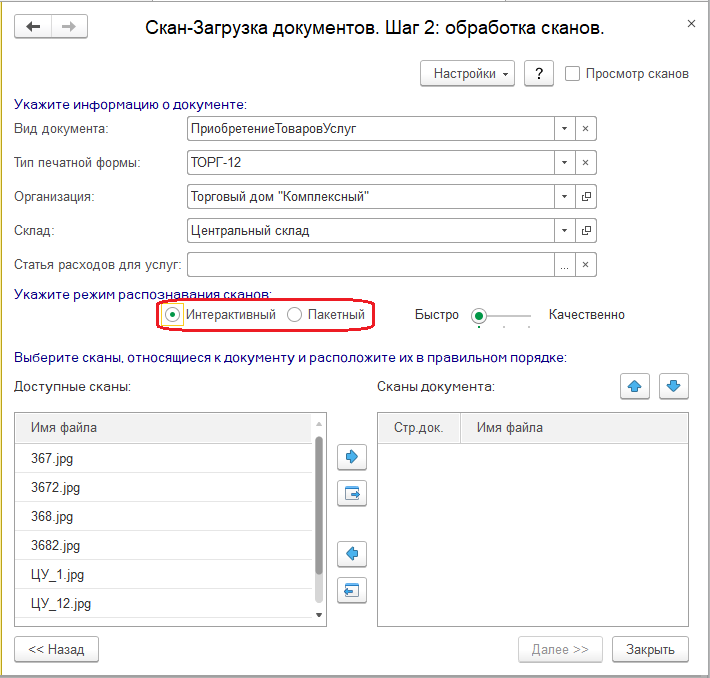 Скан-Загрузка документов. Шаг 2: обработка сканов.
Настройки ? Просмотр сканов
Укажите информацию о документе:
Вид документа: ПриобретениеТоваровУслуг
Тип печатной формы: ТОРГ-12
Организация: Торговый дом "Комплексный"
Склад: Центральный склад
Статья расходов для услуг: ...
Укажите режим распознавания сканов:
Интерактивный Пакетный Быстро Качественно
Выберите сканы, относящиеся к документу и расположите их в правильном порядке:
Доступные сканы: Сканы документа:
Имя файла Стр.док. Имя файла
367.jpg
3672.jpg
368.jpg
3682.jpg
ЦУ_1.jpg
ЦУ_12.jpg
<< Назад Далее >> Закрыть